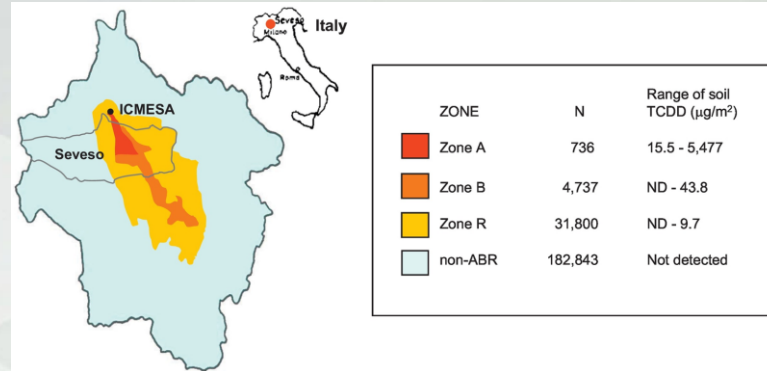 Seveso
Milano
Roma
Italy
ICMESA
Seveso
ZONE N Range of soil TCDD (μg/m²)
Zone A 736 15.5 - 5,477
Zone B 4,737 ND - 43.8
Zone R 31,800 ND - 9.7
non-ABR 182,843 Not detected